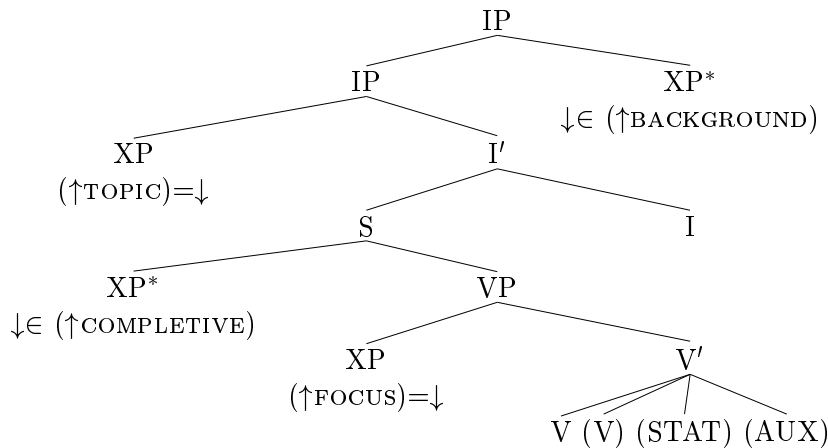 IP
IP XP*
↓∈ (↑BACKGROUND)
XP I′
(↑TOPIC)=↓
S I
XP* VP
↓∈ (↑COMPLETIVE)
XP V′
(↑FOCUS)=↓
V (V) (STAT) (AUX)